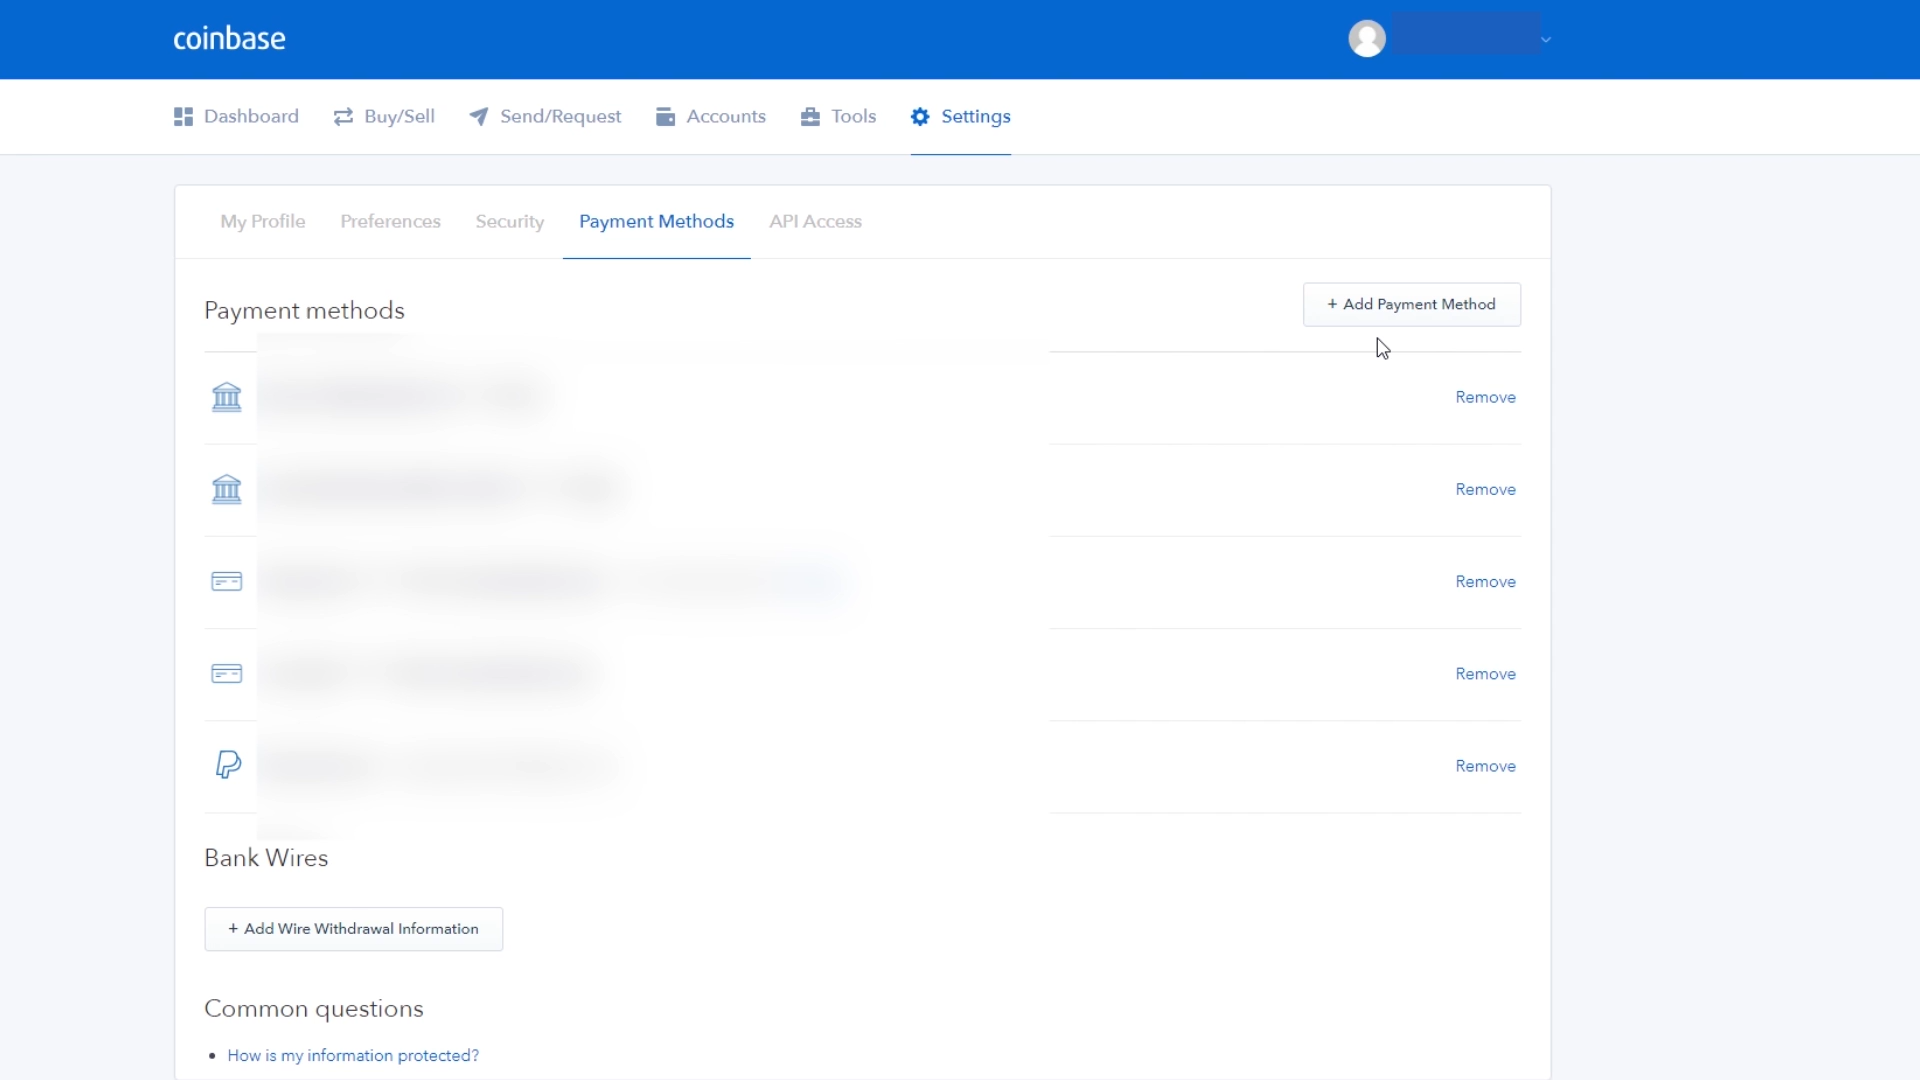 coinbase
Dashboard Buy/Sell Send/Request Accounts Tools Settings
My Profile Preferences Security Payment Methods API Access
Payment methods
+ Add Payment Method
Remove
Remove
Remove
Remove
Remove
Bank Wires
+ Add Wire Withdrawal Information
Common questions
• How is my information protected?